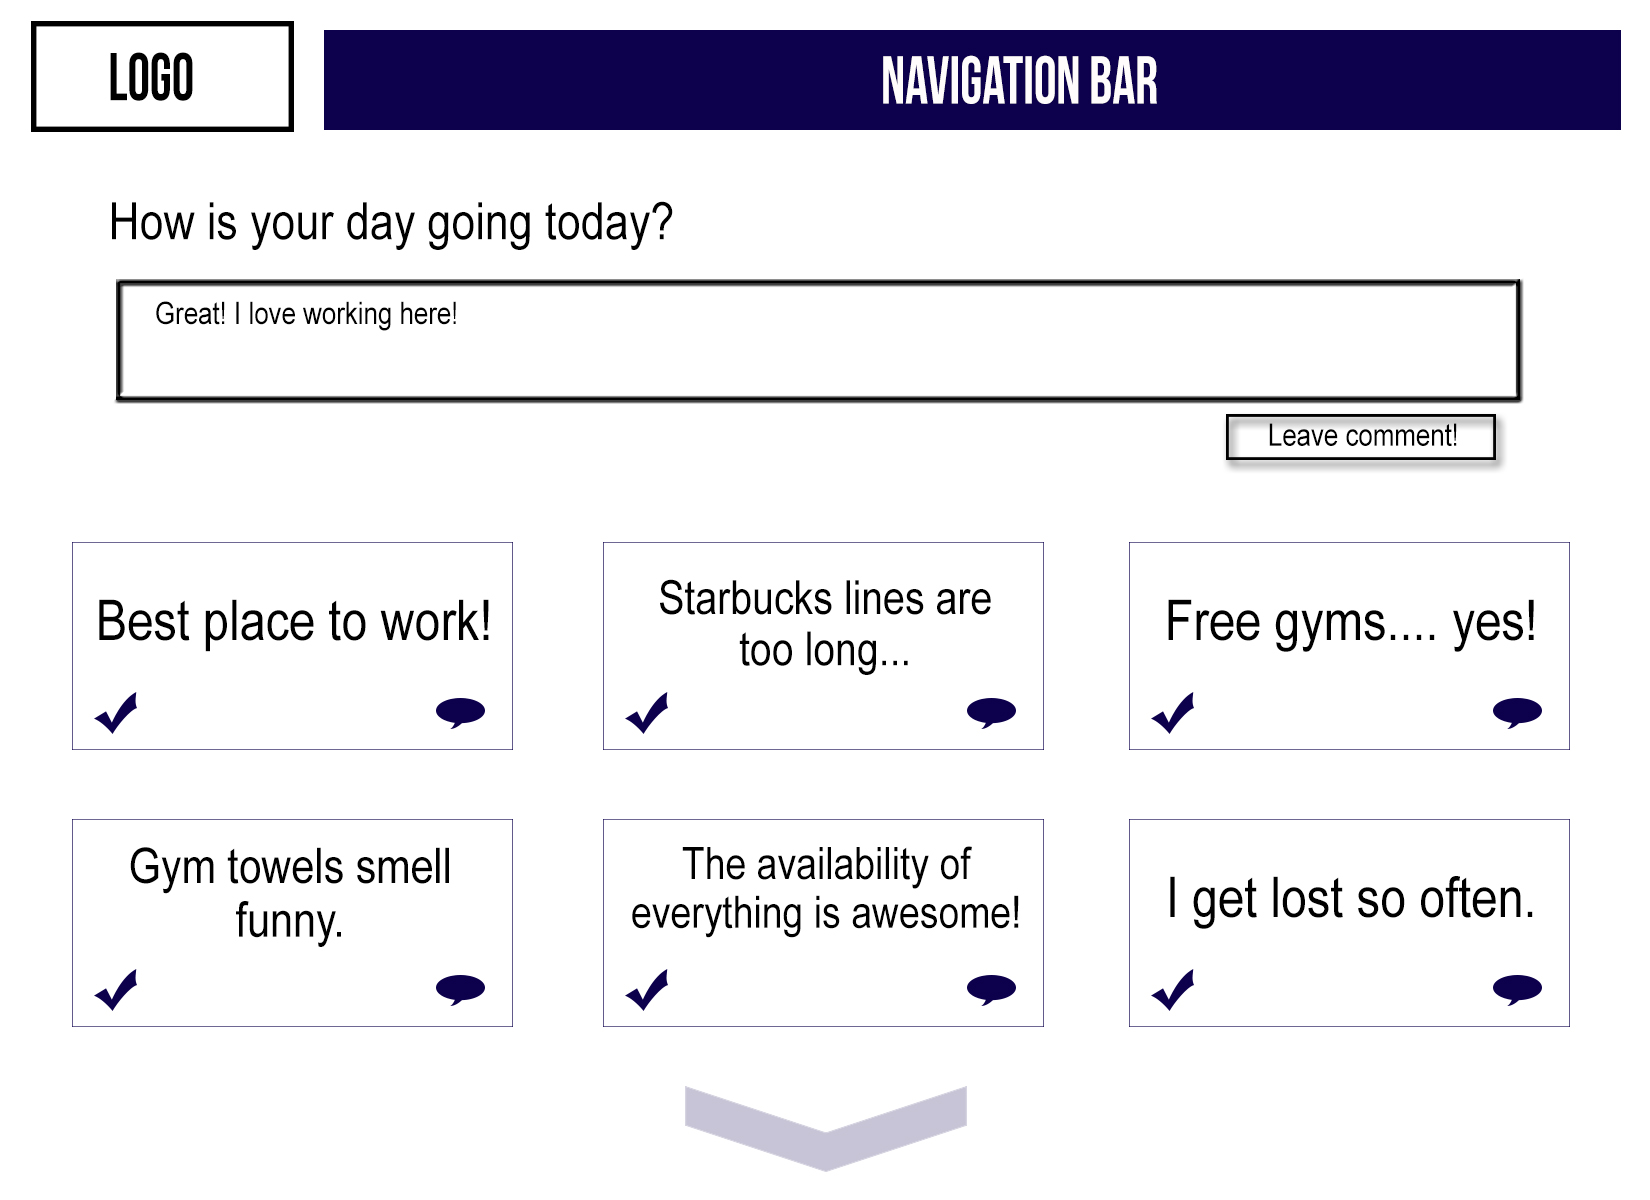 LOGO
NAVIGATION BAR
How is your day going today?
Great! I love working here!
Leave comment!
Best place to work!
Starbucks lines are
too long...
Free gyms.... yes!
Gym towels smell
funny.
The availability of
everything is awesome!
I get lost so often.